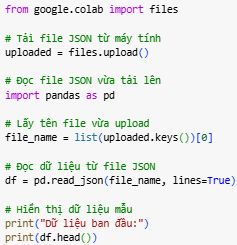 from google.colab import files
# Tải file JSON từ máy tính
uploaded = files.upload()
# Đọc file JSON vừa tải lên
import pandas as pd
# Lấy tên file vừa upload
file_name = list(uploaded.keys())[0]
# Đọc dữ liệu từ file JSON
df = pd.read_json(file_name, lines=True)
# Hiển thị dữ liệu mẫu
print("Dữ liệu ban đầu:")
print(df.head())